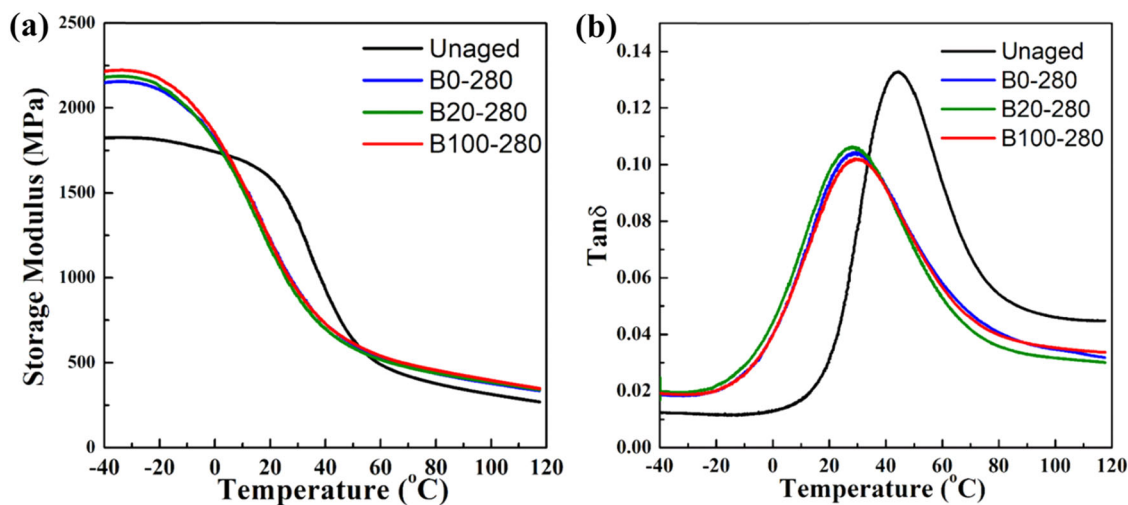 (a)
Storage Modulus (MPa)
2500
2000
1500
1000
500
0
Unaged
B0-280
B20-280
B100-280
-40 -20 0 20 40 60 80 100 120
Temperature (°C)
(b)
Tanδ
0.14
0.12
0.10
0.08
0.06
0.04
0.02
0.00
Unaged
B0-280
B20-280
B100-280
-40 -20 0 20 40 60 80 100 120
Temperature (°C)